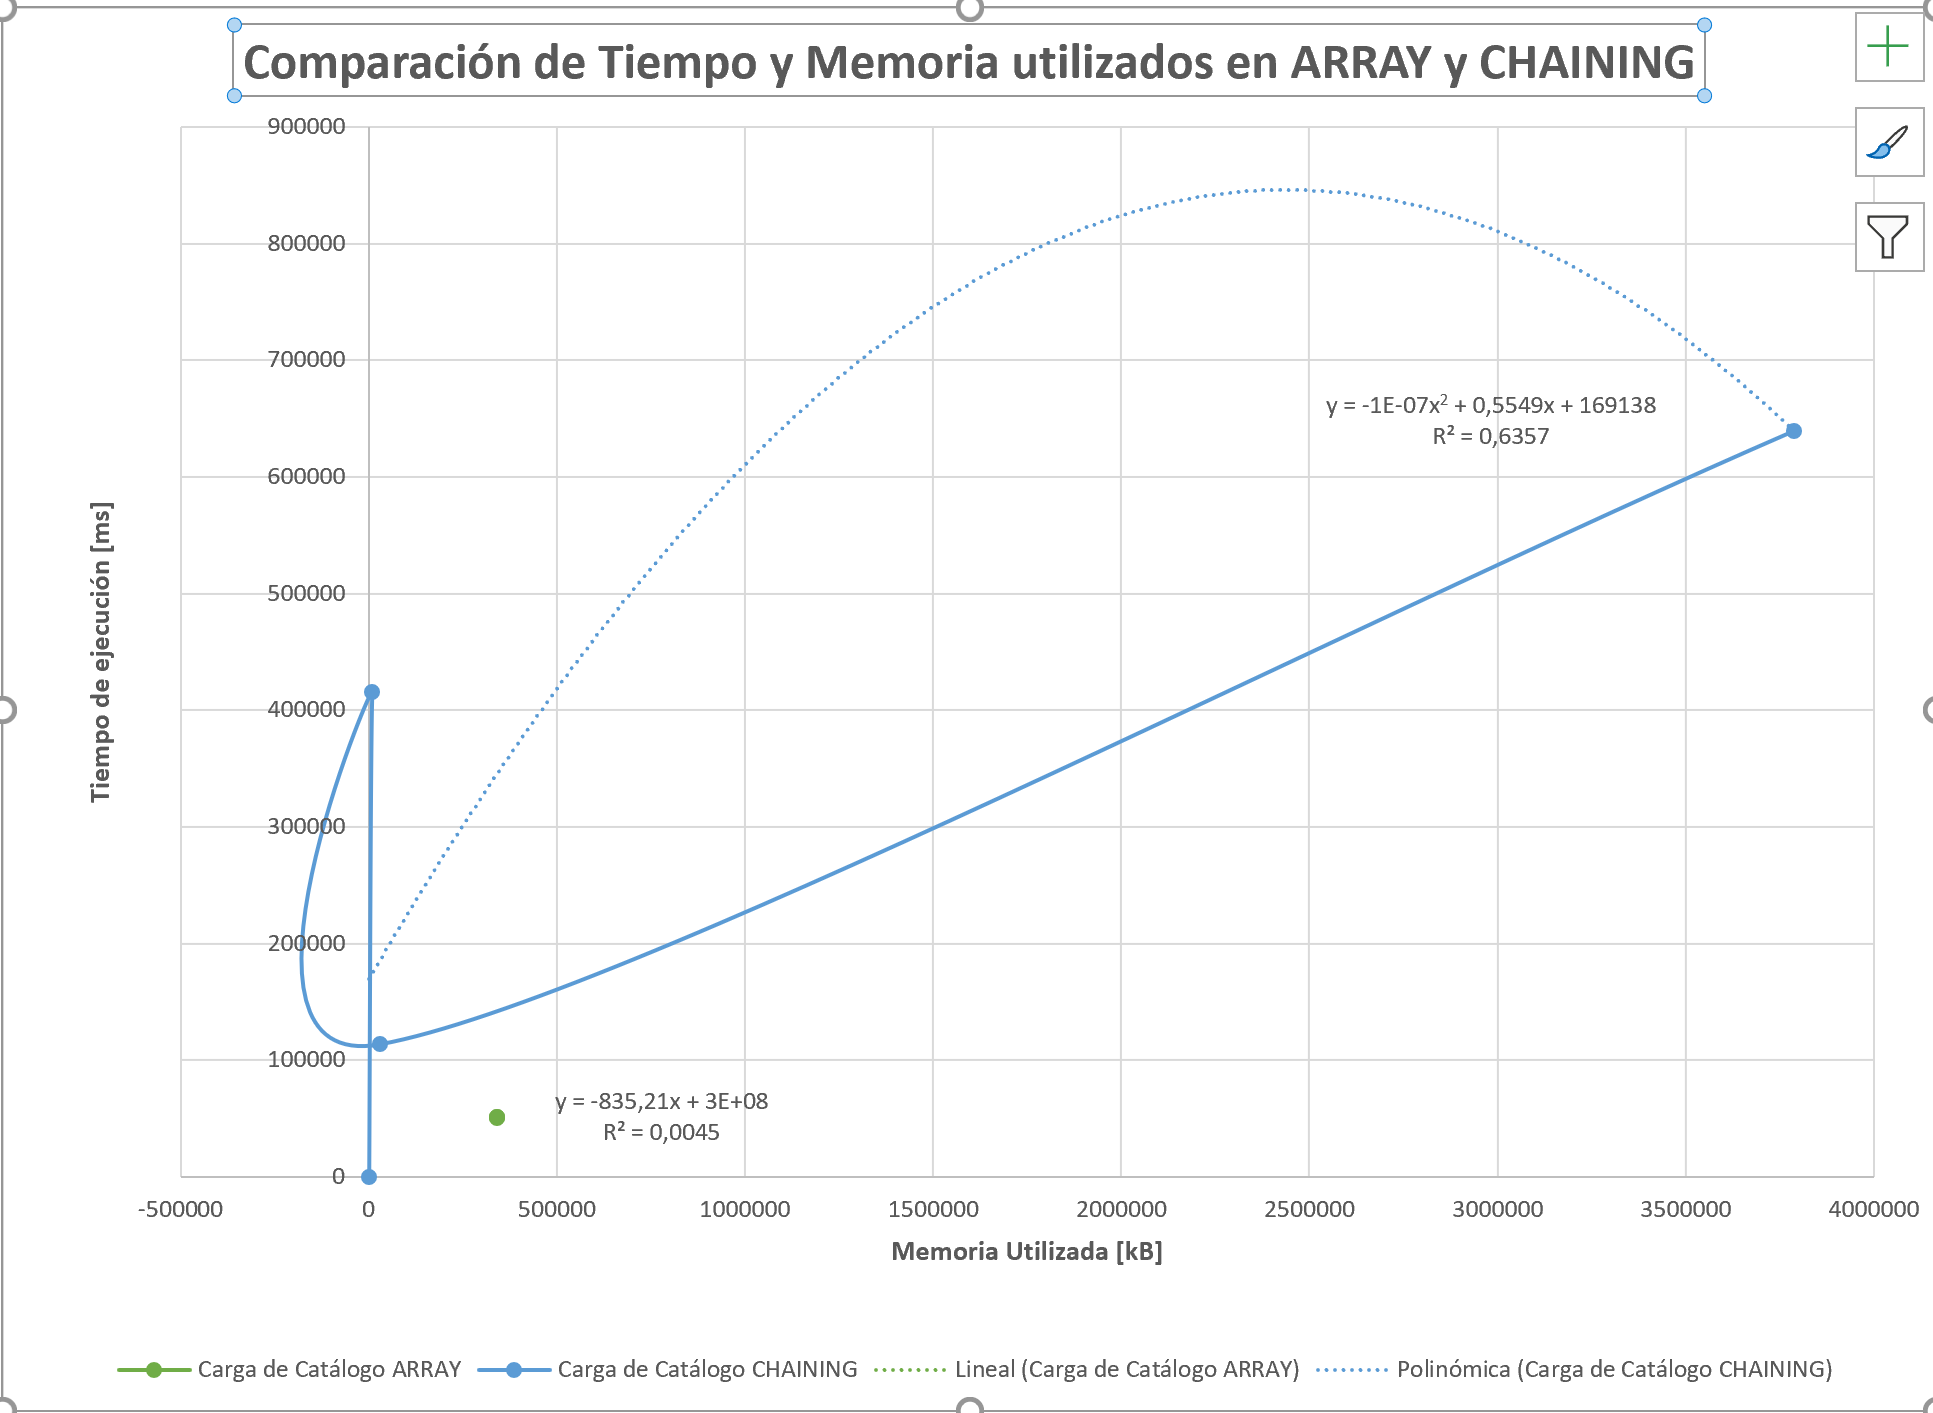 Comparación de Tiempo y Memoria utilizados en ARRAY y CHAINING
900000
800000
700000
600000
500000
400000
300000
200000
100000
0
Tiempo de ejecución [ms]
y = -1E-07x² + 0,5549x + 169138
R² = 0,6357
y = -835,21x + 3E+08
R² = 0,0045
-500000 0 500000 1000000 1500000 2000000 2500000 3000000 3500000 4000000
Memoria Utilizada [kB]
Carga de Catálogo ARRAY Carga de Catálogo CHAINING Lineal (Carga de Catálogo ARRAY) Polinómica (Carga de Catálogo CHAINING)